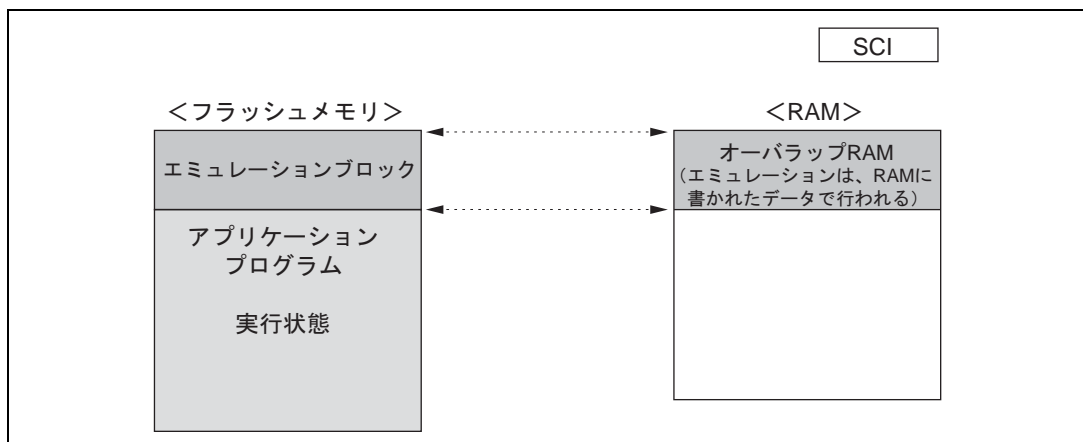 SCI
＜フラッシュメモリ＞
＜RAM＞
エミュレーションブロック
オーバラップRAM
（エミュレーションは、RAMに
書かれたデータで行われる）
アプリケーション
プログラム
実行状態